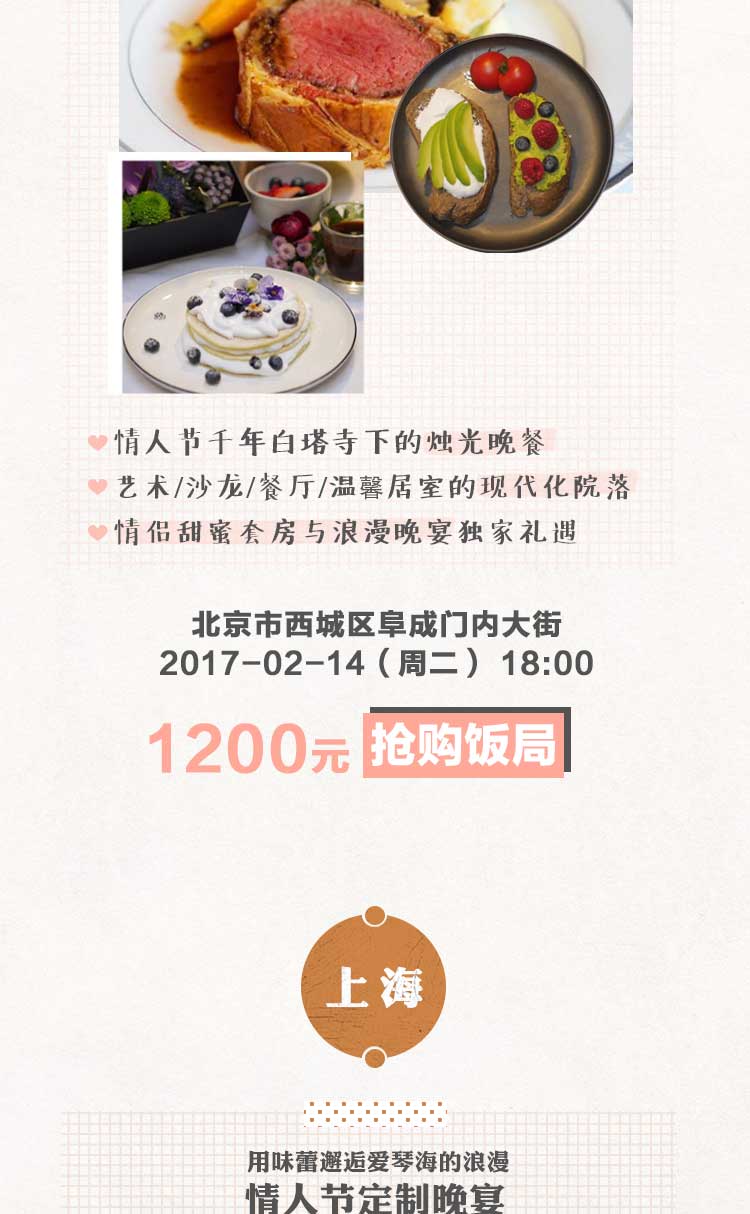 情人节千年白塔寺下的烛光晚餐
艺术/沙龙/餐厅/温馨居室的现代化院落
情侣甜蜜套房与浪漫晚宴独家礼遇
北京市西城区阜成门内大街
2017-02-14（周二） 18:00
1200元 抢购饭局
上海
用味蕾邂逅爱琴海的浪漫
情人节定制晚宴